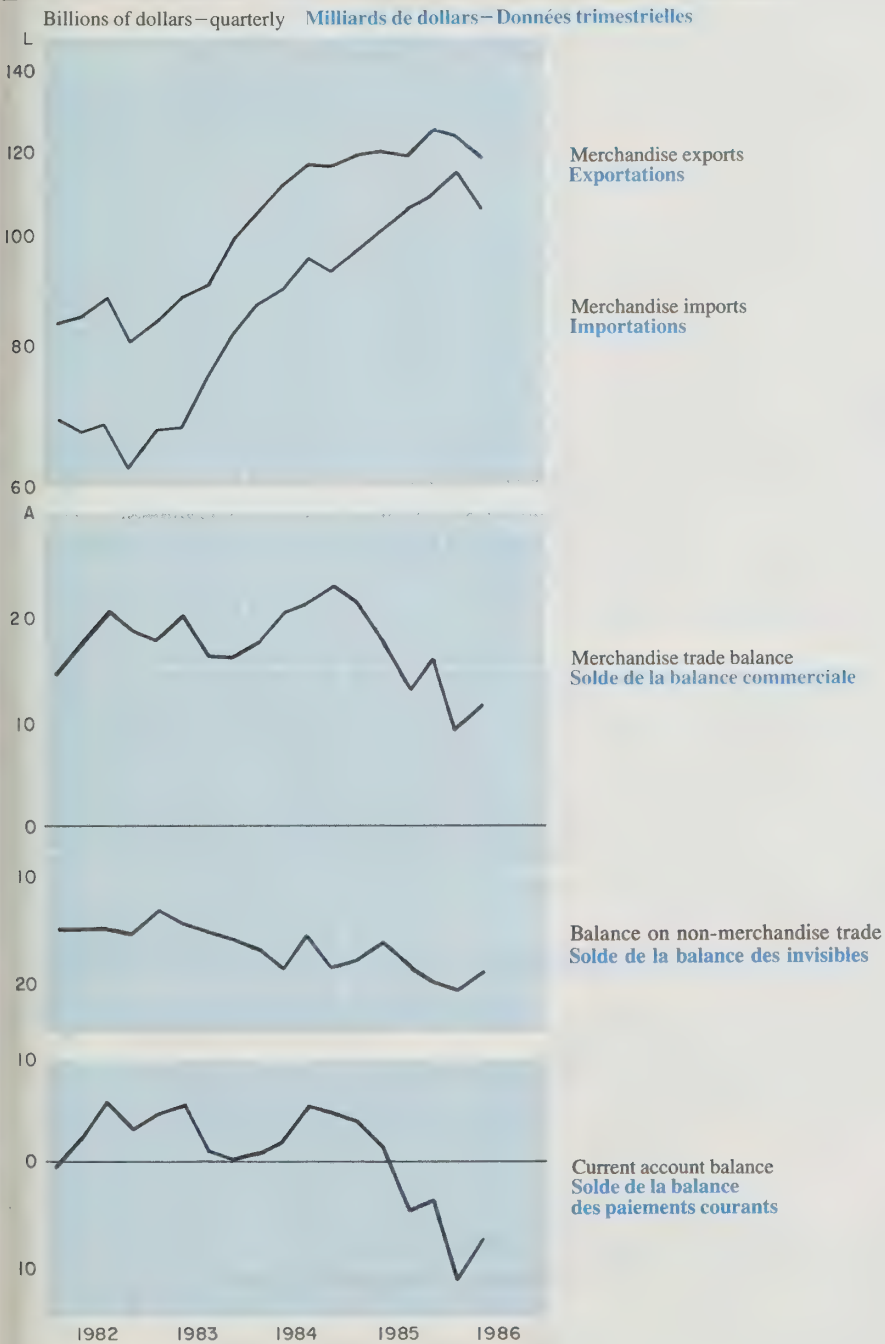 Billions of dollars–quarterly Milliards de dollars–Données trimestrielles
L
140
120
Merchandise exports
Exportations
100
Merchandise imports
Importations
80
60
A
20
Merchandise trade balance
Solde de la balance commerciale
10
0
10
Balance on non-merchandise trade
Solde de la balance des invisibles
20
10
0
Current account balance
Solde de la balance
des paiements courants
10
1982 1983 1984 1985 1986